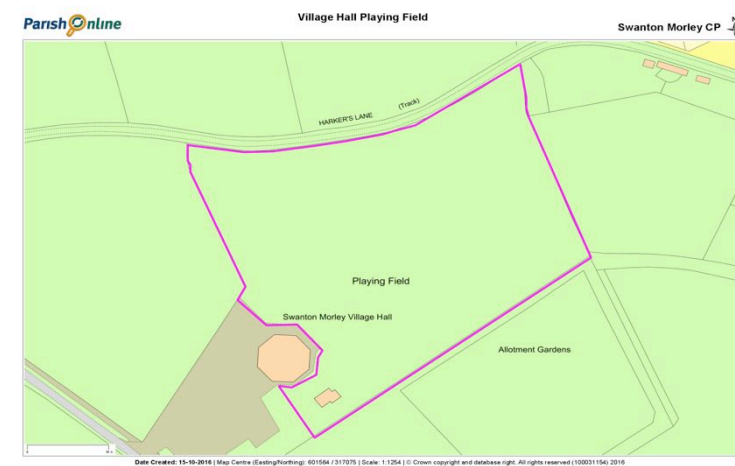 Parish Online
Village Hall Playing Field
Swanton Morley CP
N
HARKER'S LANE
(Track)
Playing Field
Swanton Morley Village Hall
Allotment Gardens
Date Created: 15-10-2016 | Map Centre (Easting/Northing): 601564 / 317075 | Scale: 1:1254 | © Crown copyright and database right. All rights reserved (100031154) 2016